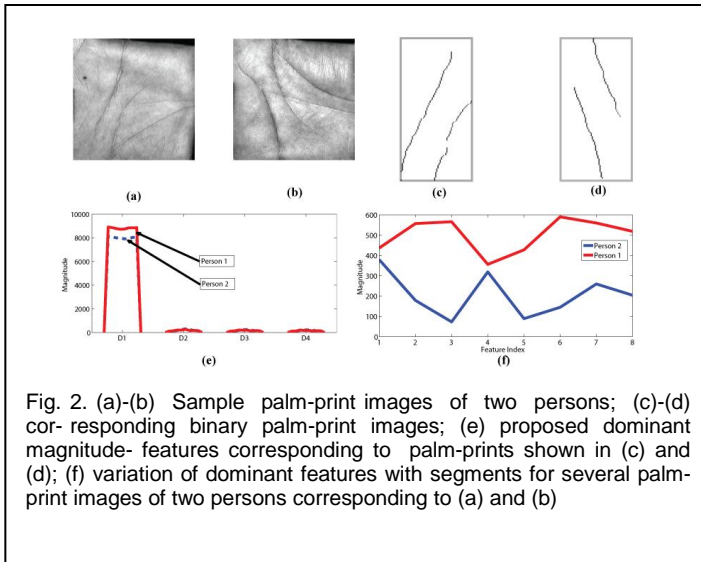 (a)
(b)
(c)
(d)
10000
8000
6000
4000
2000
0
Magnitude
Person 1
Person 2
D1 D2 D3 D4
(e)
600
500
400
300
200
100
0
Magnitude
Person 2
Person 1
1 2 3 4 5 6 7 8
Feature Index
(f)
Fig. 2. (a)-(b) Sample palm-print images of two persons; (c)-(d)
cor- responding binary palm-print images; (e) proposed dominant
magnitude- features corresponding to palm-prints shown in (c) and
(d); (f) variation of dominant features with segments for several palm-
print images of two persons corresponding to (a) and (b)